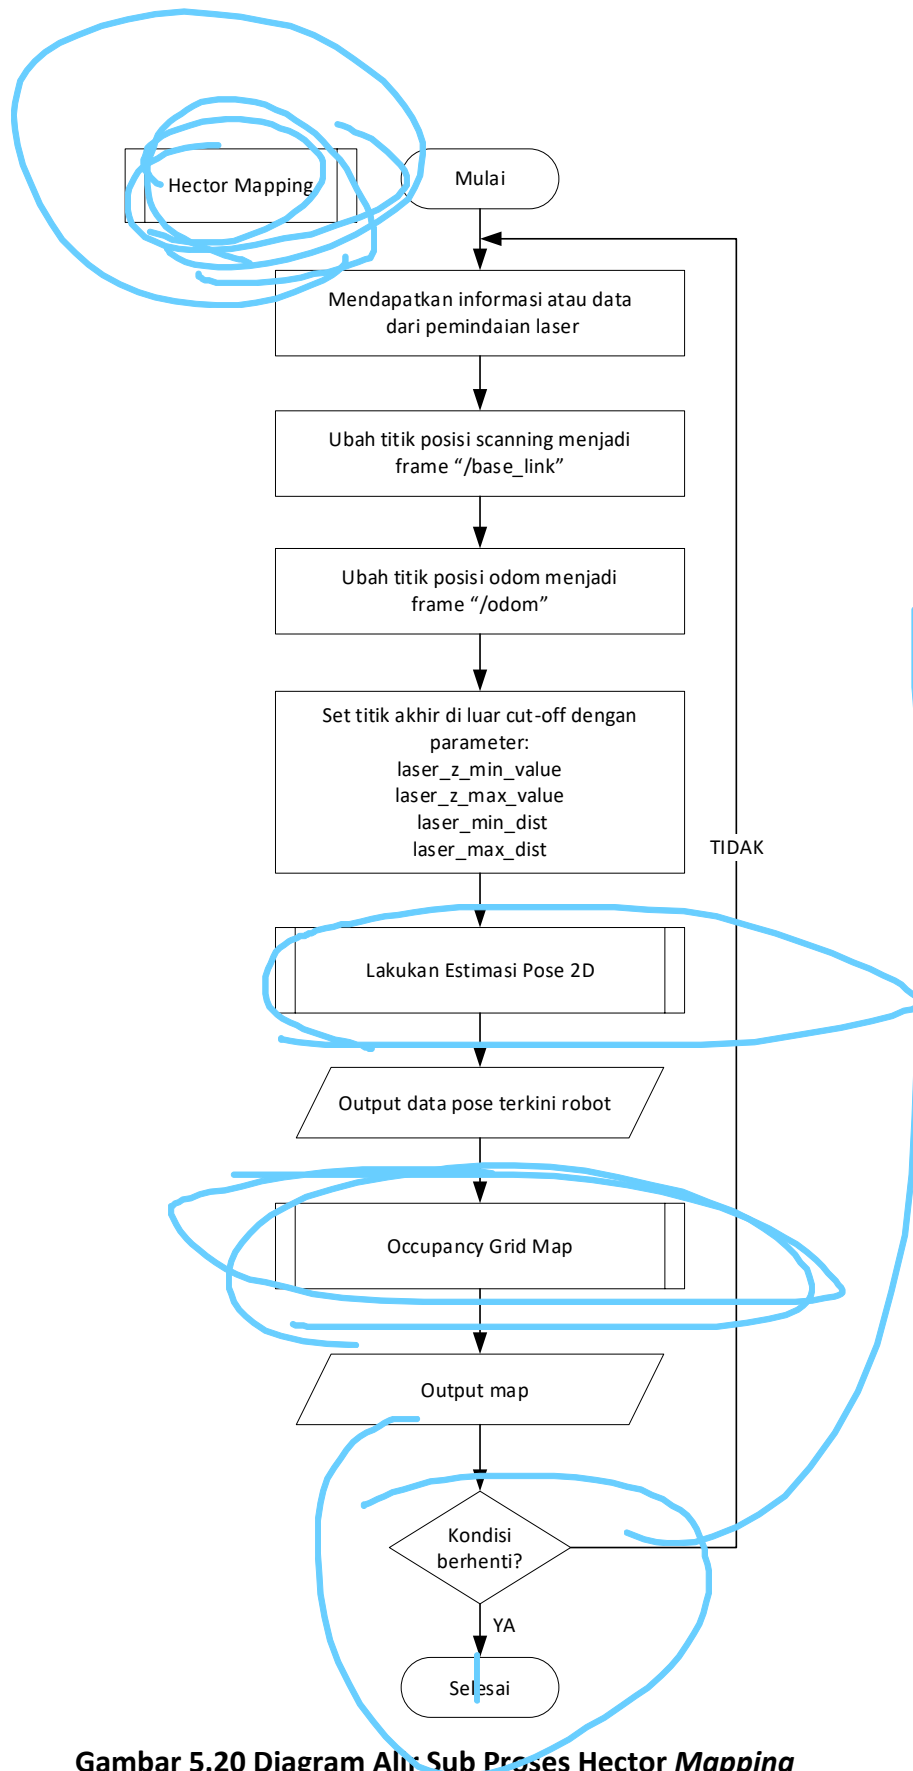 Hector Mapping
Mulai
Mendapatkan informasi atau data
dari pemindaian laser
Ubah titik posisi scanning menjadi
frame “/base_link”
Ubah titik posisi odom menjadi
frame “/odom”
Set titik akhir di luar cut-off dengan
parameter:
laser_z_min_value
laser_z_max_value
laser_min_dist
laser_max_dist
TIDAK
Lakukan Estimasi Pose 2D
Output data pose terkini robot
Occupancy Grid Map
Output map
Kondisi
berhenti?
YA
Selesai
Gambar 5.20 Diagram Alir Sub Proses Hector Mapping